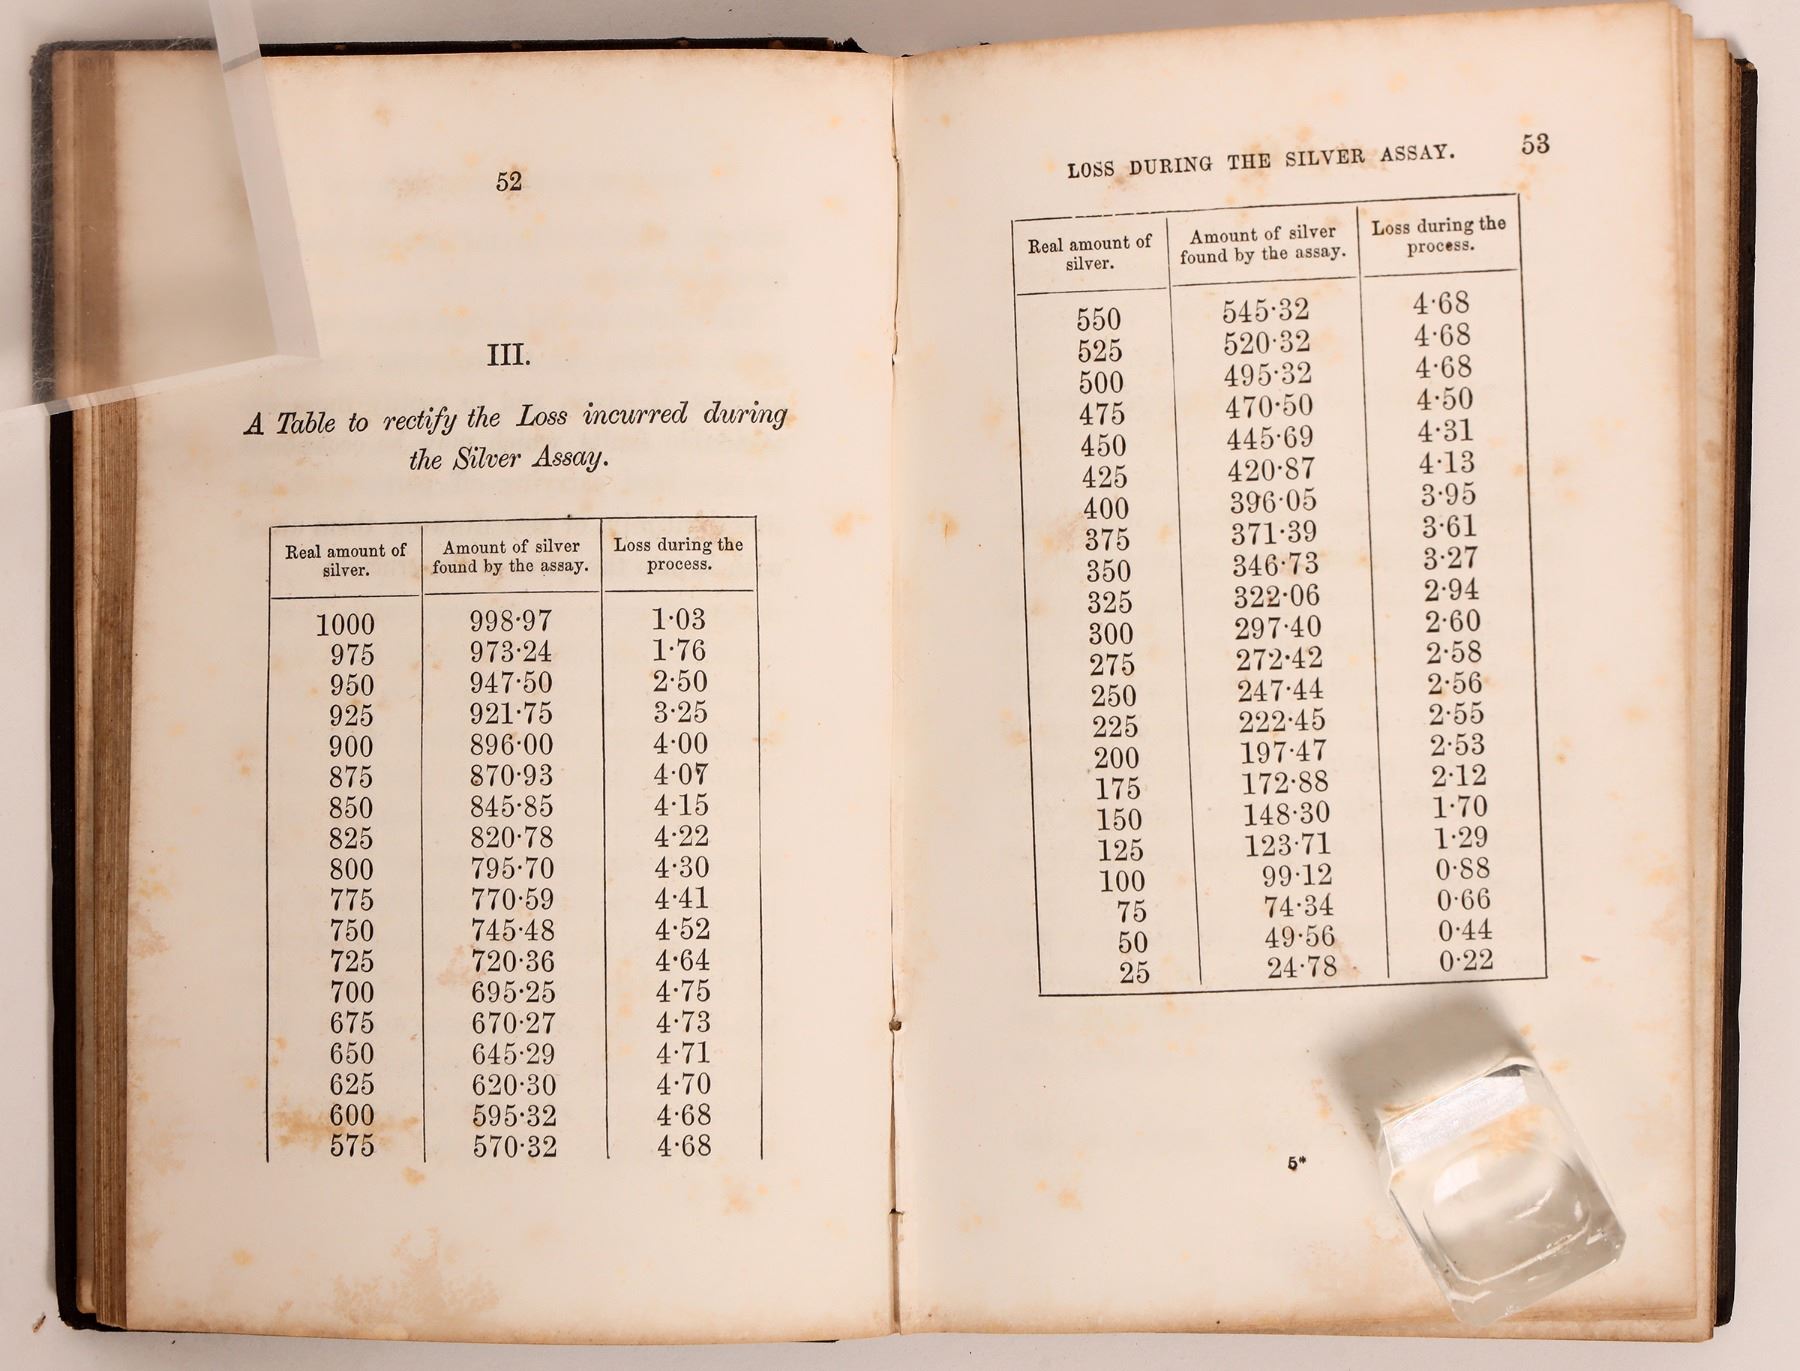 52
III.
A Table to rectify the Loss incurred during
the Silver Assay.
Real amount of silver. Amount of silver found by the assay. Loss during the process.
1000 998·97 1·03
975 973·24 1·76
950 947·50 2·50
925 921·75 3·25
900 896·00 4·00
875 870·93 4·07
850 845·85 4·15
825 820·78 4·22
800 795·70 4·30
775 770·59 4·41
750 745·48 4·52
725 720·36 4·64
700 695·25 4·75
675 670·27 4·73
650 645·29 4·71
625 620·30 4·70
600 595·32 4·68
575 570·32 4·68
LOSS DURING THE SILVER ASSAY. 53
Real amount of silver. Amount of silver found by the assay. Loss during the process.
550 545·32 4·68
525 520·32 4·68
500 495·32 4·68
475 470·50 4·50
450 445·69 4·31
425 420·87 4·13
400 396·05 3·95
375 371·39 3·61
350 346·73 3·27
325 322·06 2·94
300 297·40 2·60
275 272·42 2·58
250 247·44 2·56
225 222·45 2·55
200 197·47 2·53
175 172·88 2·12
150 148·30 1·70
125 123·71 1·29
100 99·12 0·88
75 74·34 0·66
50 49·56 0·44
25 24·78 0·22
5*